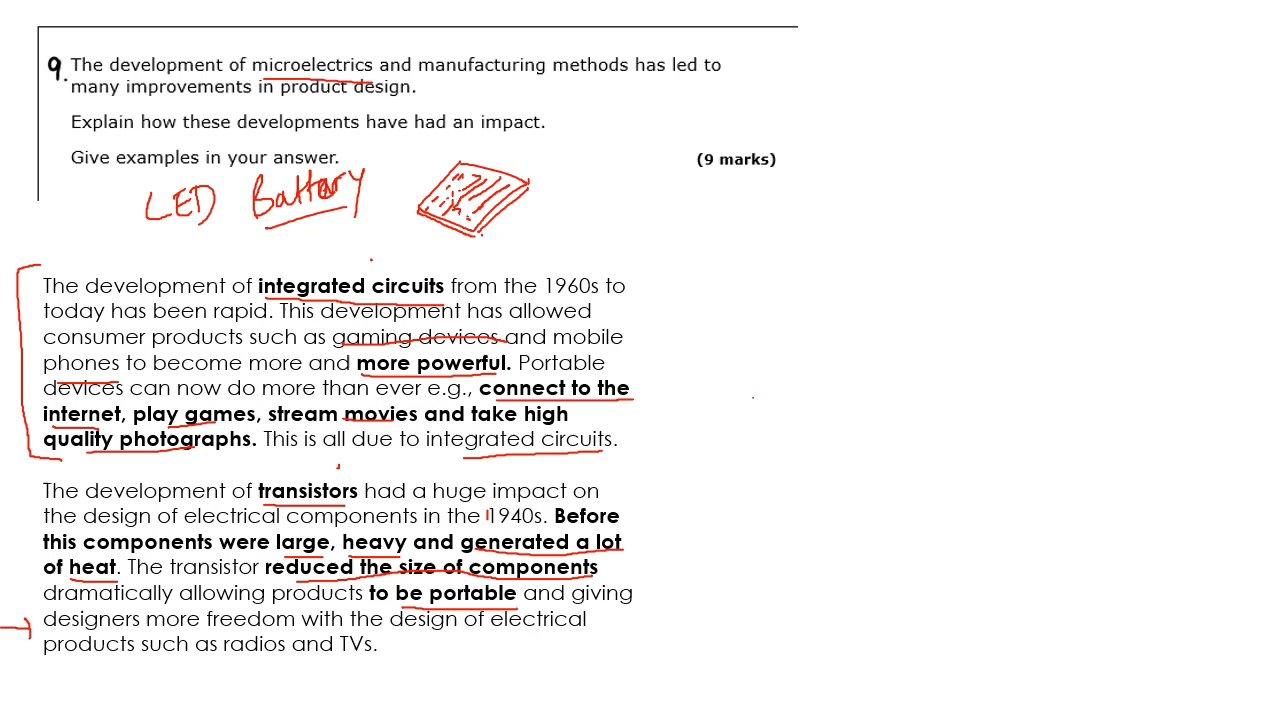 9. The development of microelectrics and manufacturing methods has led to
many improvements in product design.
Explain how these developments have had an impact.
Give examples in your answer. (9 marks)
LED Battery
The development of integrated circuits from the 1960s to
today has been rapid. This development has allowed
consumer products such as gaming devices and mobile
phones to become more and more powerful. Portable
devices can now do more than ever e.g., connect to the
internet, play games, stream movies and take high
quality photographs. This is all due to integrated circuits.
The development of transistors had a huge impact on
the design of electrical components in the 1940s. Before
this components were large, heavy and generated a lot
of heat. The transistor reduced the size of components
dramatically allowing products to be portable and giving
designers more freedom with the design of electrical
products such as radios and TVs.